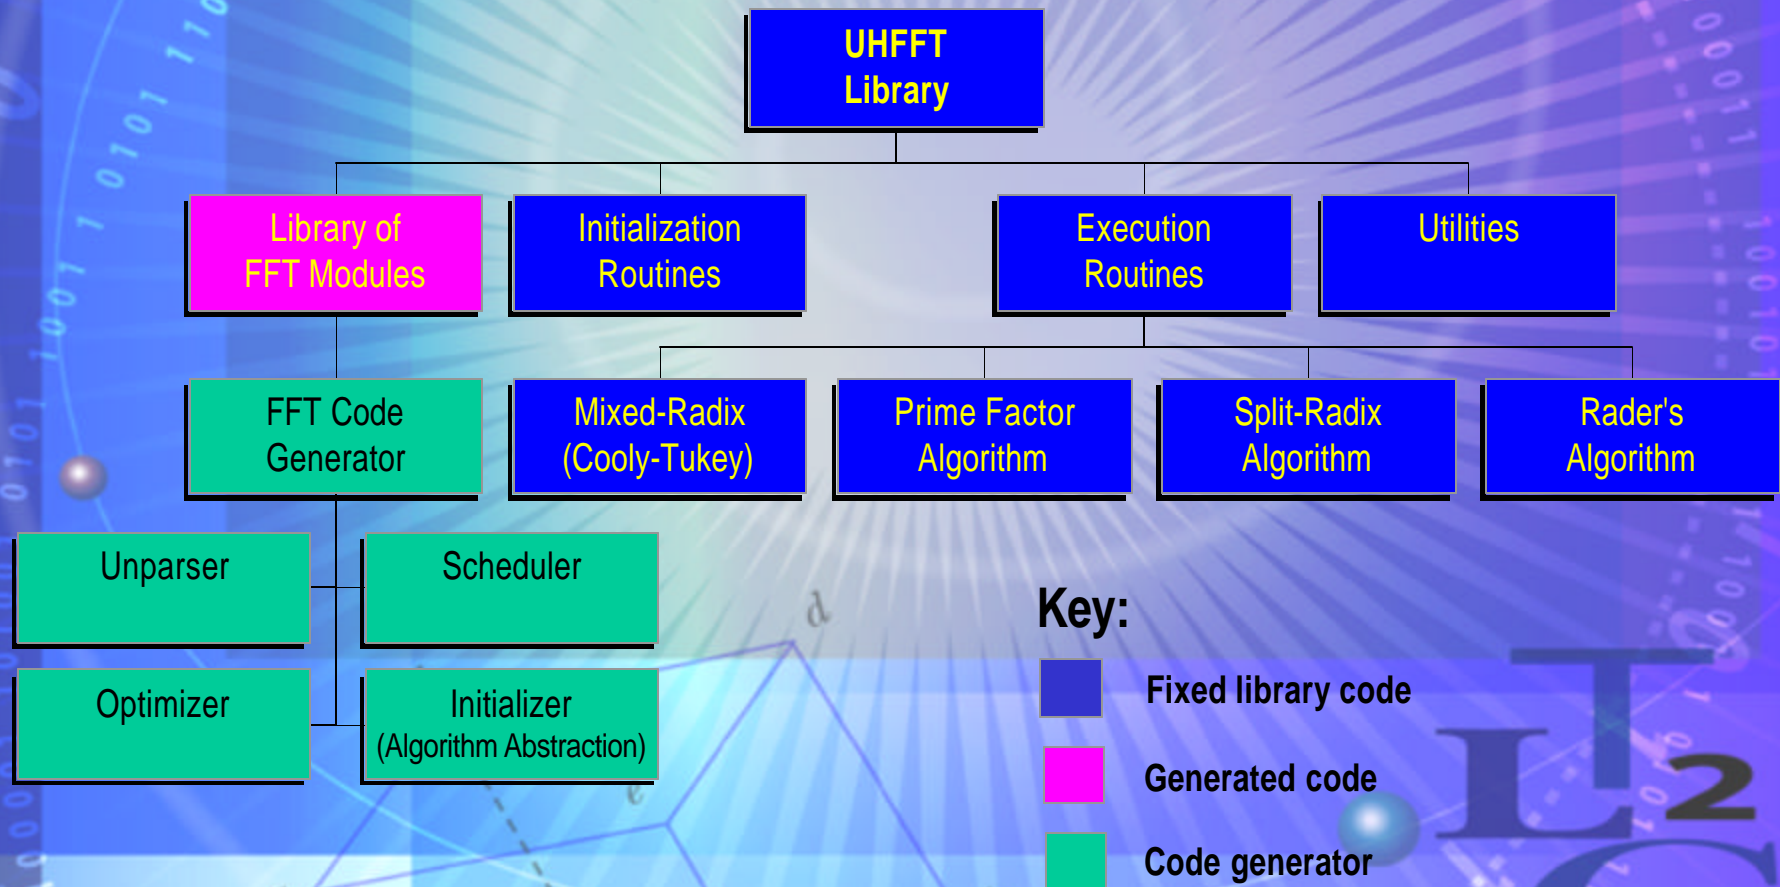 UHFFT
Library
Library of
FFT Modules
Initialization
Routines
Execution
Routines
Utilities
FFT Code
Generator
Mixed-Radix
(Cooly-Tukey)
Prime Factor
Algorithm
Split-Radix
Algorithm
Rader's
Algorithm
Unparser
Scheduler
Optimizer
Initializer
(Algorithm Abstraction)
Key:
Fixed library code
Generated code
Code generator
d
e